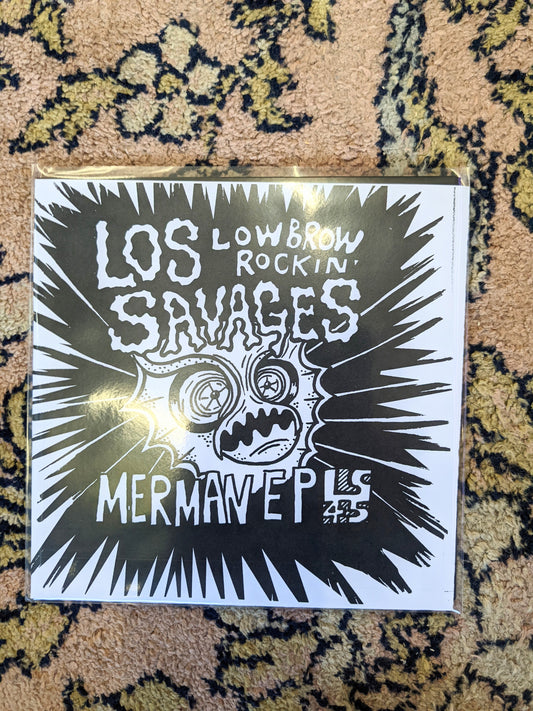 LOS LOWBROW
ROCKIN'
SAVAGES
MERMAN EP LS
45